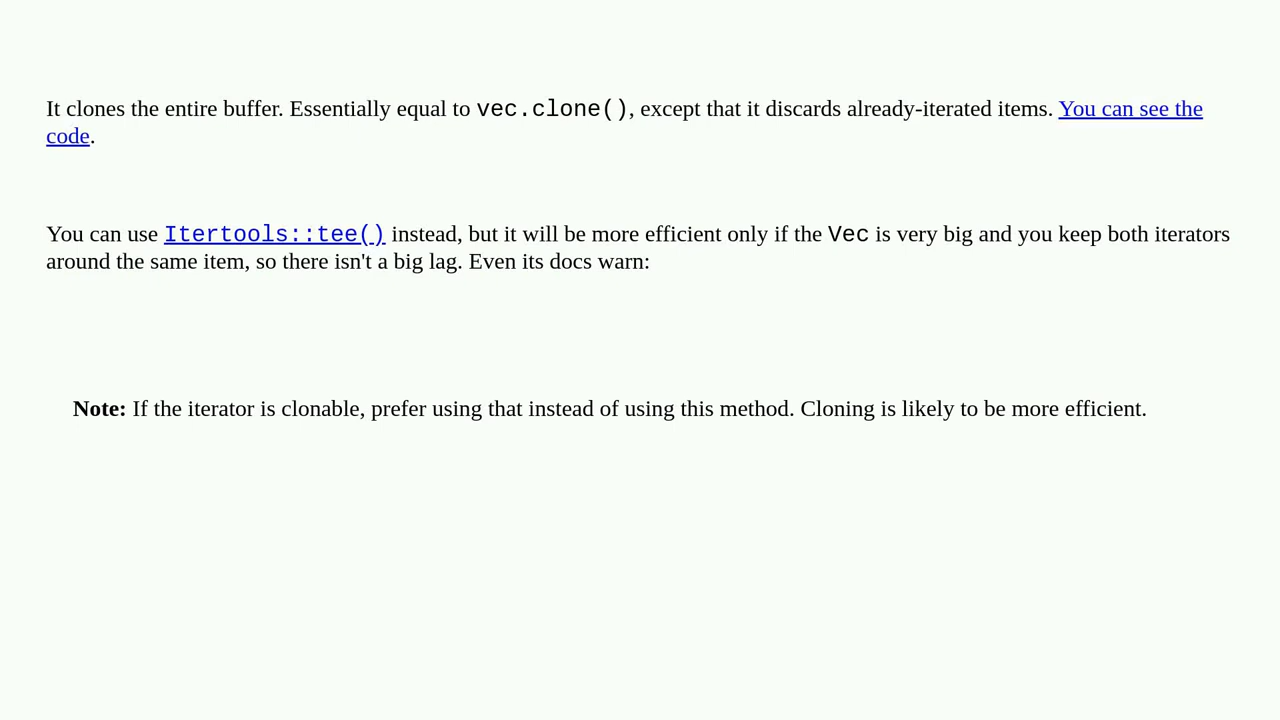 It clones the entire buffer. Essentially equal to vec.clone(), except that it discards already-iterated items. You can see the
code.
You can use Itertools::tee() instead, but it will be more efficient only if the Vec is very big and you keep both iterators
around the same item, so there isn't a big lag. Even its docs warn:
Note: If the iterator is clonable, prefer using that instead of using this method. Cloning is likely to be more efficient.